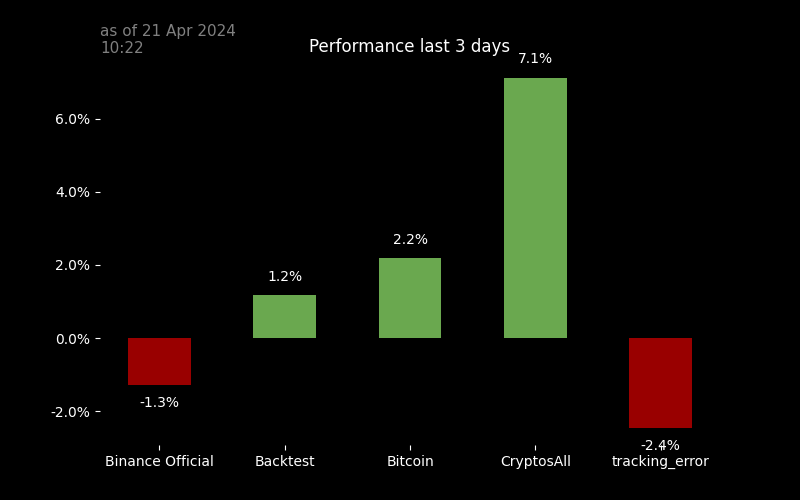 as of 21 Apr 2024
10:22
Performance last 3 days
7.1%
6.0%
4.0%
2.2%
2.0%
1.2%
0.0%
-1.3%
-2.0%
-2.4%
Binance Official
Backtest
Bitcoin
CryptosAll
tracking_error